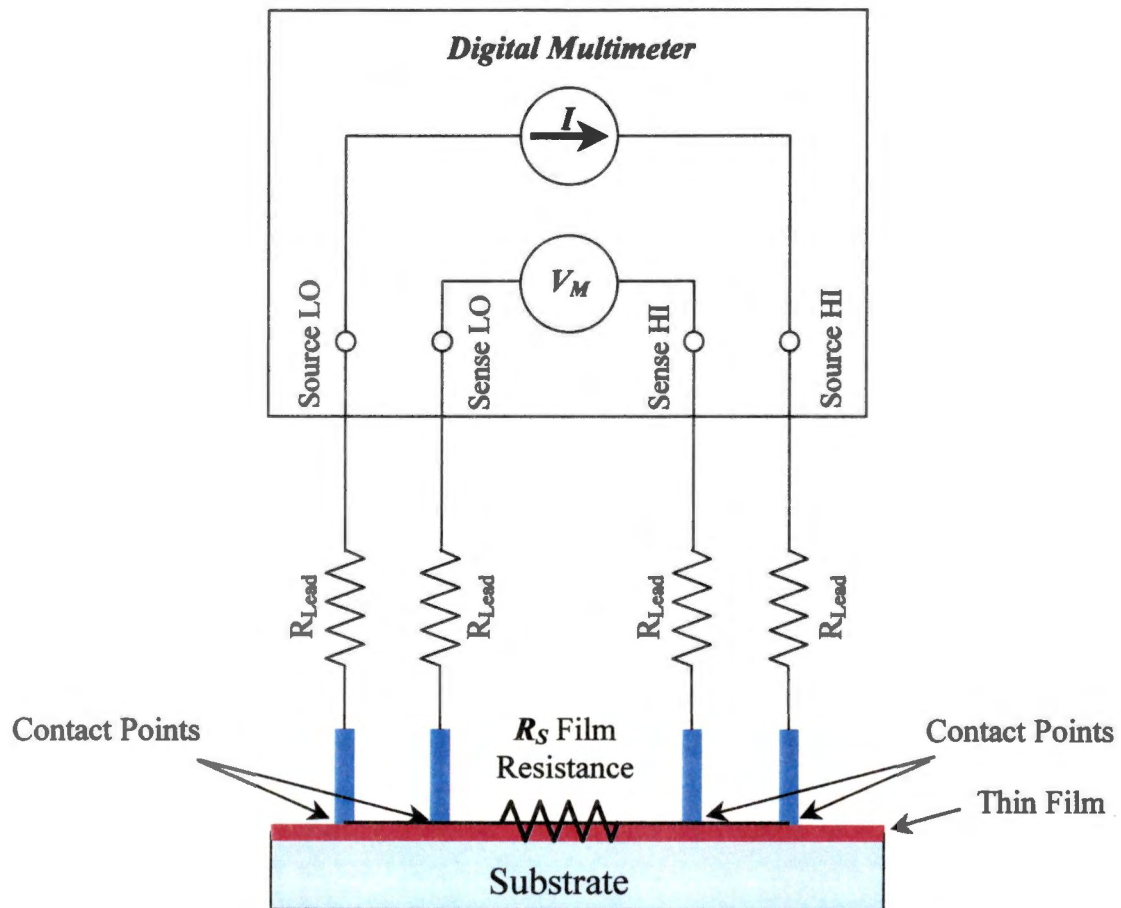 Digital Multimeter
I
V_M
Source LO
Sense LO
Sense HI
Source HI
R_Lead
R_Lead
R_Lead
R_Lead
Contact Points
R_S Film
Resistance
Contact Points
Thin Film
Substrate